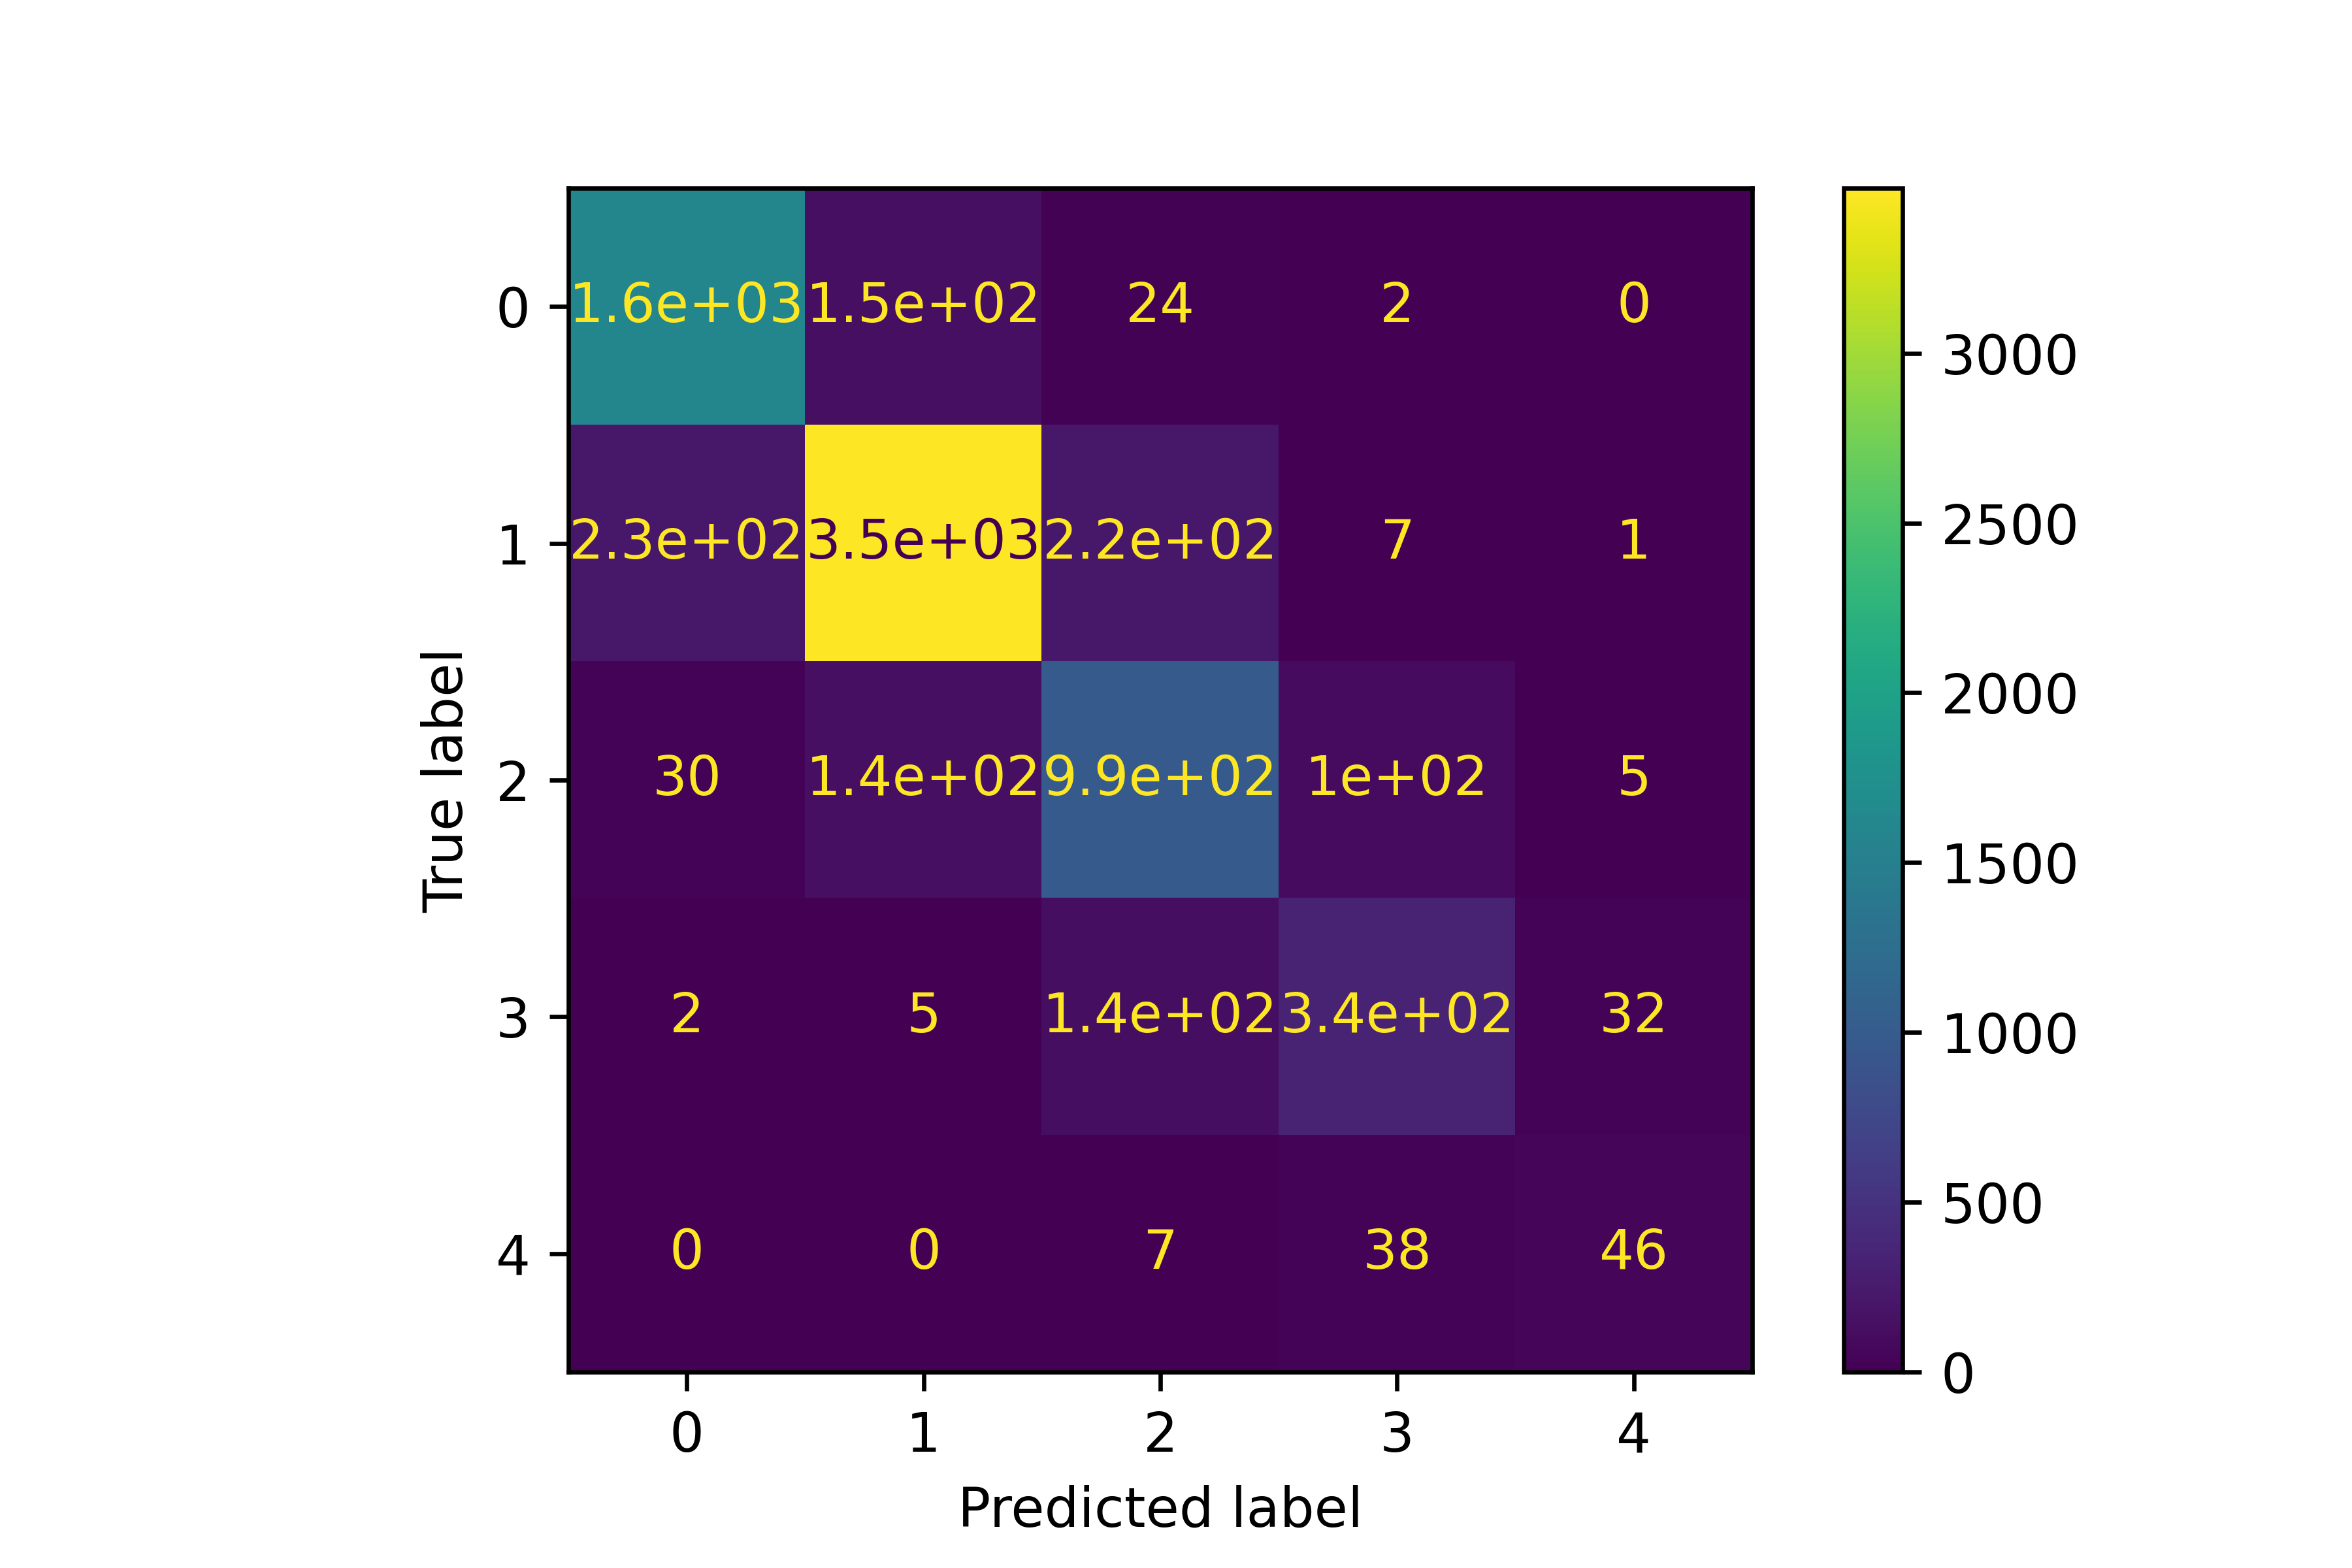 0 1.6e+03 1.5e+02 24 2 0
1 2.3e+02 3.5e+03 2.2e+02 7 1
2 30 1.4e+02 9.9e+02 1e+02 5
3 2 5 1.4e+02 3.4e+02 32
4 0 0 7 38 46
0 1 2 3 4
Predicted label
True label
3000
2500
2000
1500
1000
500
0